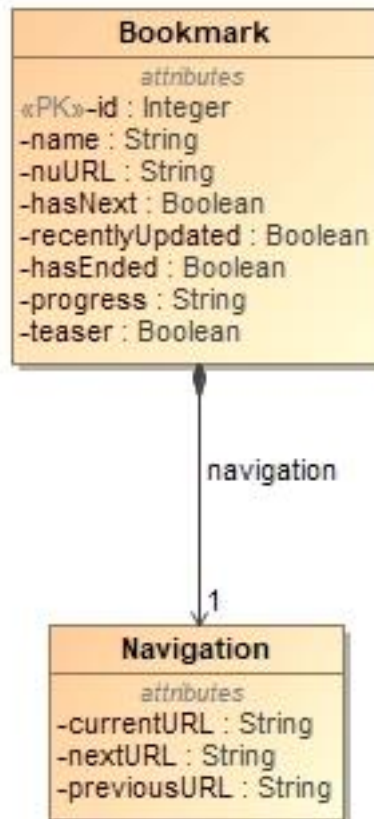 Bookmark
attributes
«PK»-id : Integer
-name : String
-nuURL : String
-hasNext : Boolean
-recentlyUpdated : Boolean
-hasEnded : Boolean
-progress : String
-teaser : Boolean
navigation
1
Navigation
attributes
-currentURL : String
-nextURL : String
-previousURL : String